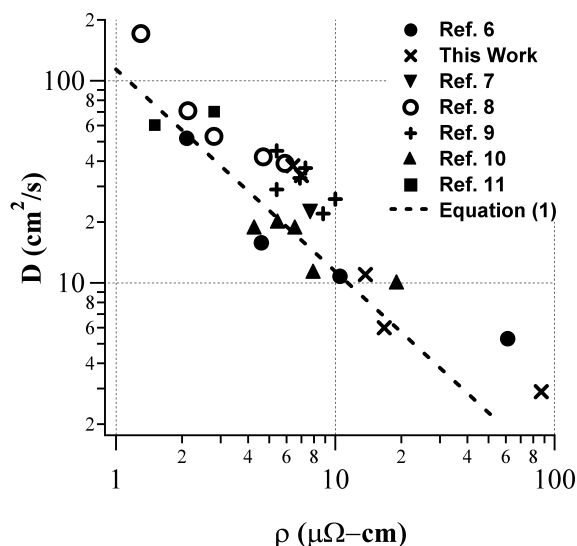 2
100
8
6
4
2
10
8
6
4
2
D (cm²/s)
Ref. 6
This Work
Ref. 7
Ref. 8
Ref. 9
Ref. 10
Ref. 11
Equation (1)
2 4 6 8 2 4 6 8
1 10 100
ρ (μΩ–cm)